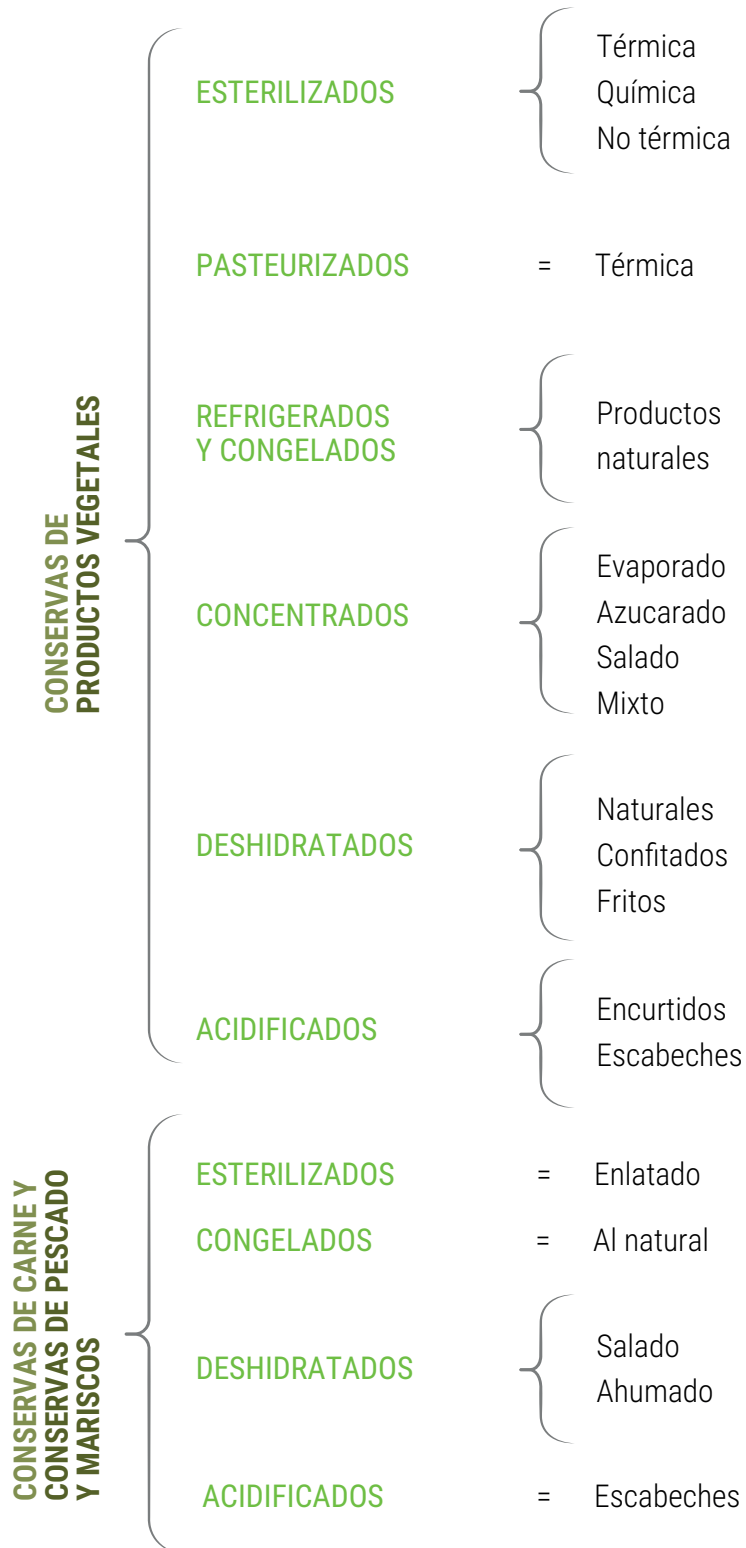 CONSERVAS DE
PRODUCTOS VEGETALES
ESTERILIZADOS
Térmica
Química
No térmica
PASTEURIZADOS = Térmica
REFRIGERADOS
Y CONGELADOS
Productos
naturales
CONCENTRADOS
Evaporado
Azucarado
Salado
Mixto
DESHIDRATADOS
Naturales
Confitados
Fritos
ACIDIFICADOS
Encurtidos
Escabeches
CONSERVAS DE CARNE Y
CONSERVAS DE PESCADO
Y MARISCOS
ESTERILIZADOS = Enlatado
CONGELADOS = Al natural
DESHIDRATADOS
Salado
Ahumado
ACIDIFICADOS = Escabeches